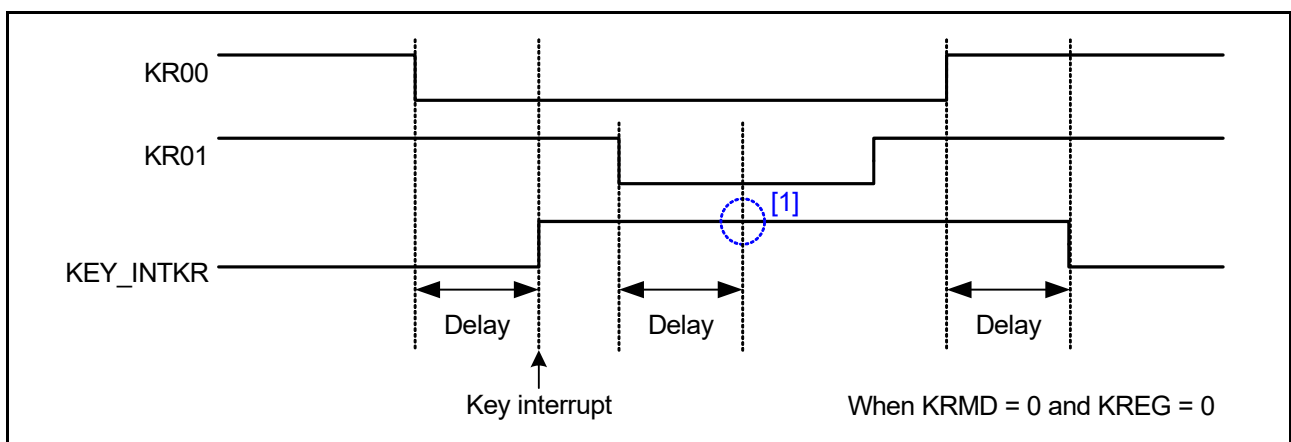 KR00
KR01
[1]
KEY_INTKR
Delay Delay Delay
Key interrupt When KRMD = 0 and KREG = 0